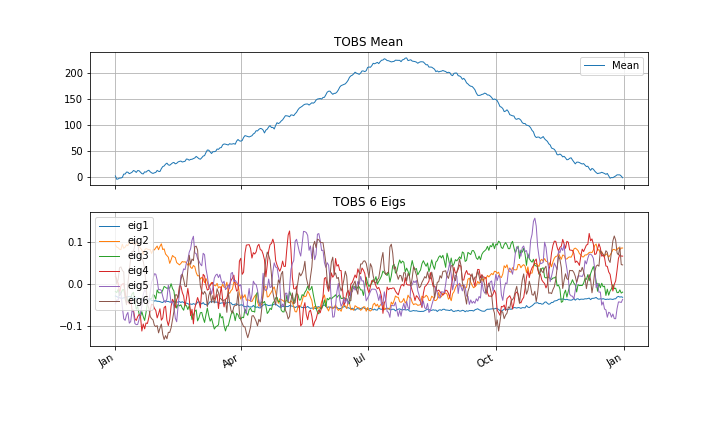 TOBS Mean
Mean
200
150
100
50
0
TOBS 6 Eigs
eig1
eig2
eig3
eig4
eig5
eig6
0.1
0.0
−0.1
Jan
Apr
Jul
Oct
Jan